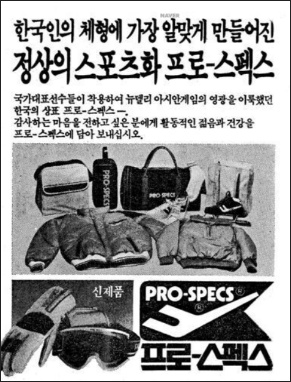 NAVER
한국인의 체형에 가장 알맞게 만들어진
정상의 스포츠화 프로-스펙스
국가대표선수들이 착용하여 뉴델리 아시안게임의 영광을 이룩했던
한국의 상표 프로-스펙스 —.
감사하는 마음을 전하고 싶은 분에게 활동적인 젊음과 건강을
프로-스펙스에 담아 보내십시오.
PRO-SPECS
PRO-SPECS
신제품
PRO-SPECS
프로-스펙스